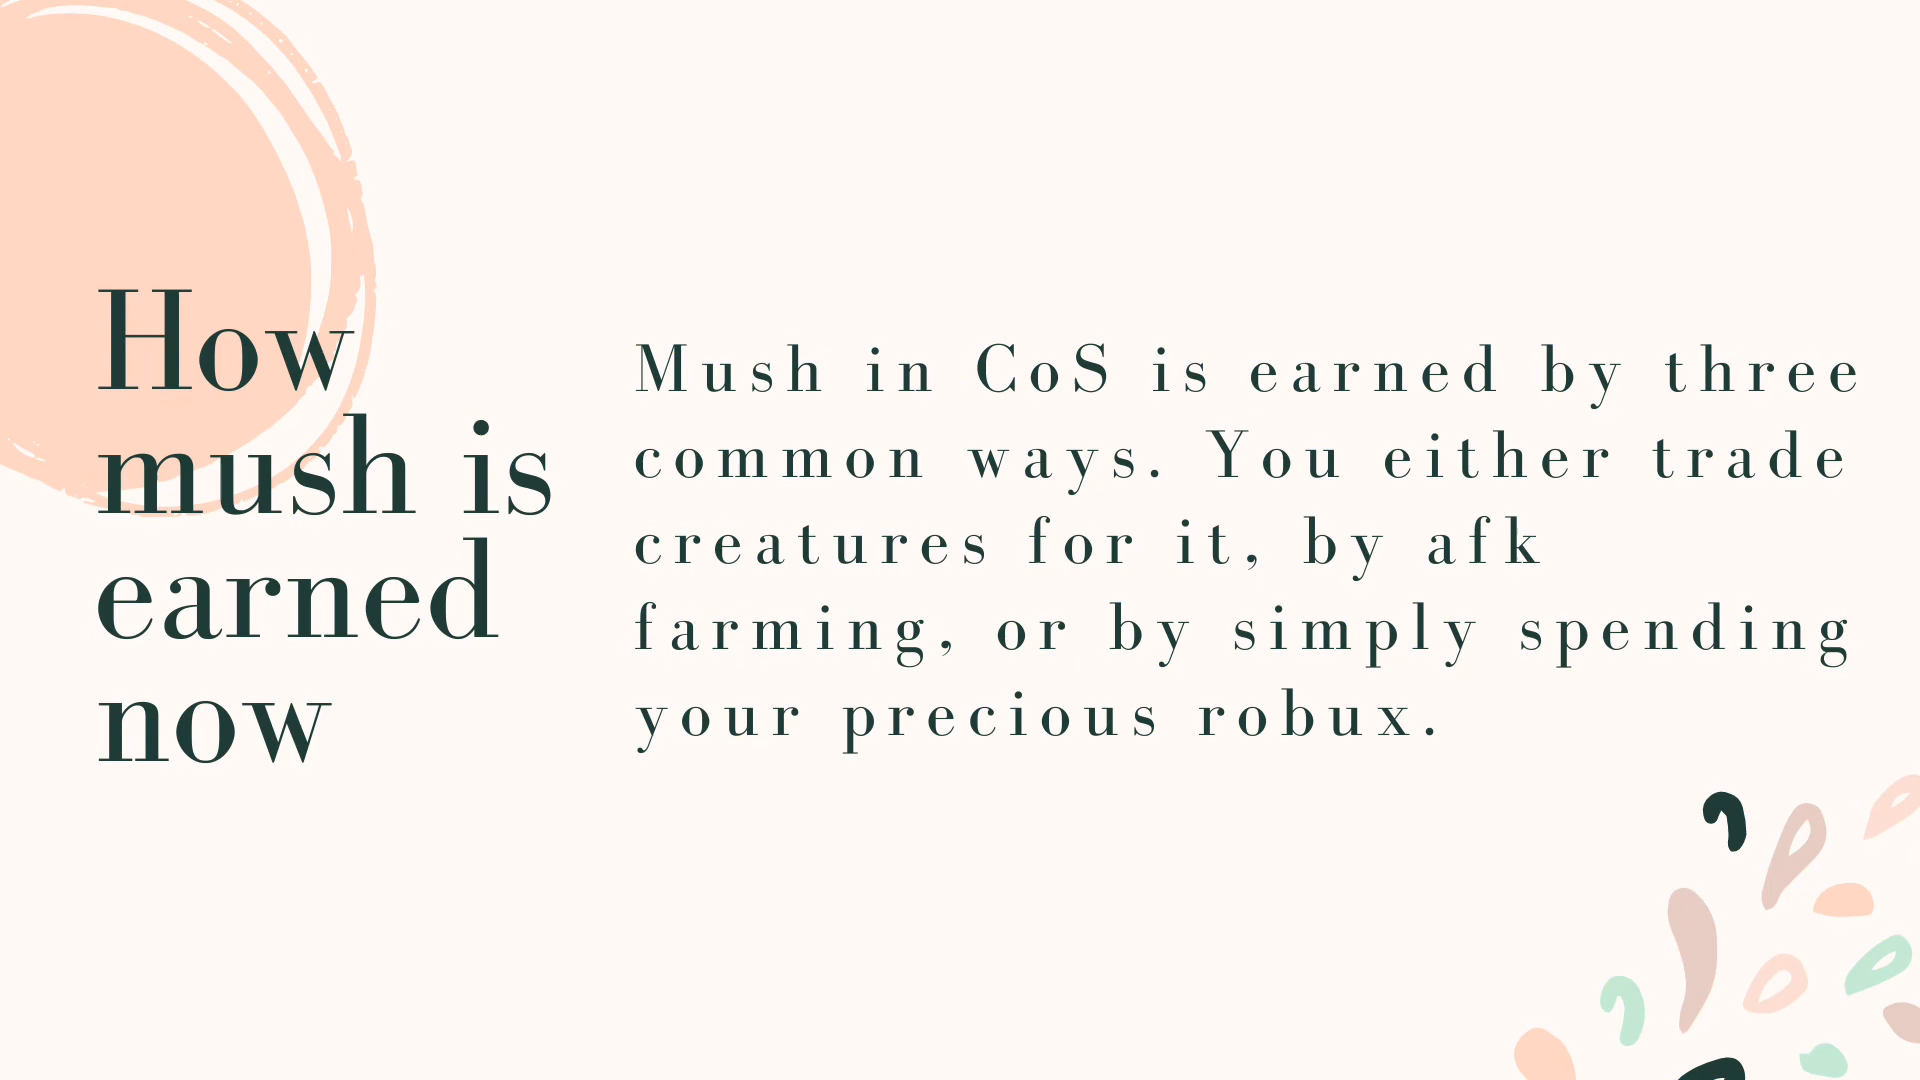 How
mush is
earned
now
Mush in CoS is earned by three
common ways. You either trade
creatures for it, by afk
farming, or by simply spending
your precious robux.